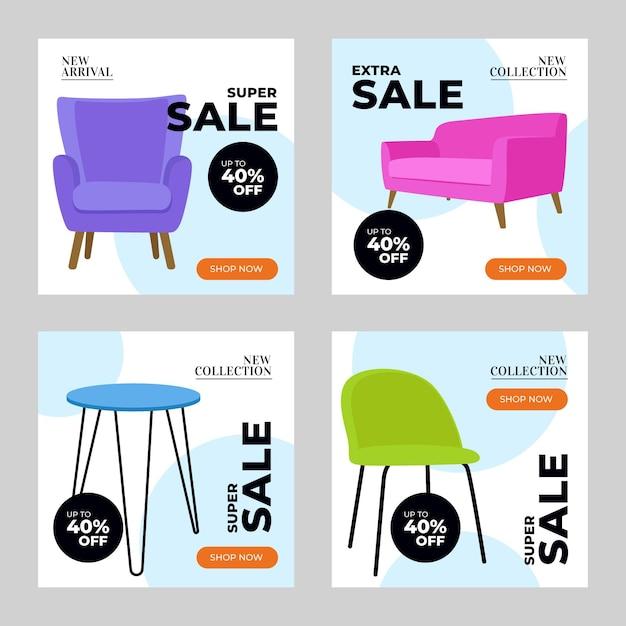 NEW
ARRIVAL
SUPER
SALE
UP TO
40%
OFF
SHOP NOW
EXTRA
SALE
NEW
COLLECTION
UP TO
40%
OFF
SHOP NOW
NEW
COLLECTION
SUPER
SALE
UP TO
40%
OFF
SHOP NOW
NEW
COLLECTION
SHOP NOW
UP TO
40%
OFF
SUPER
SALE